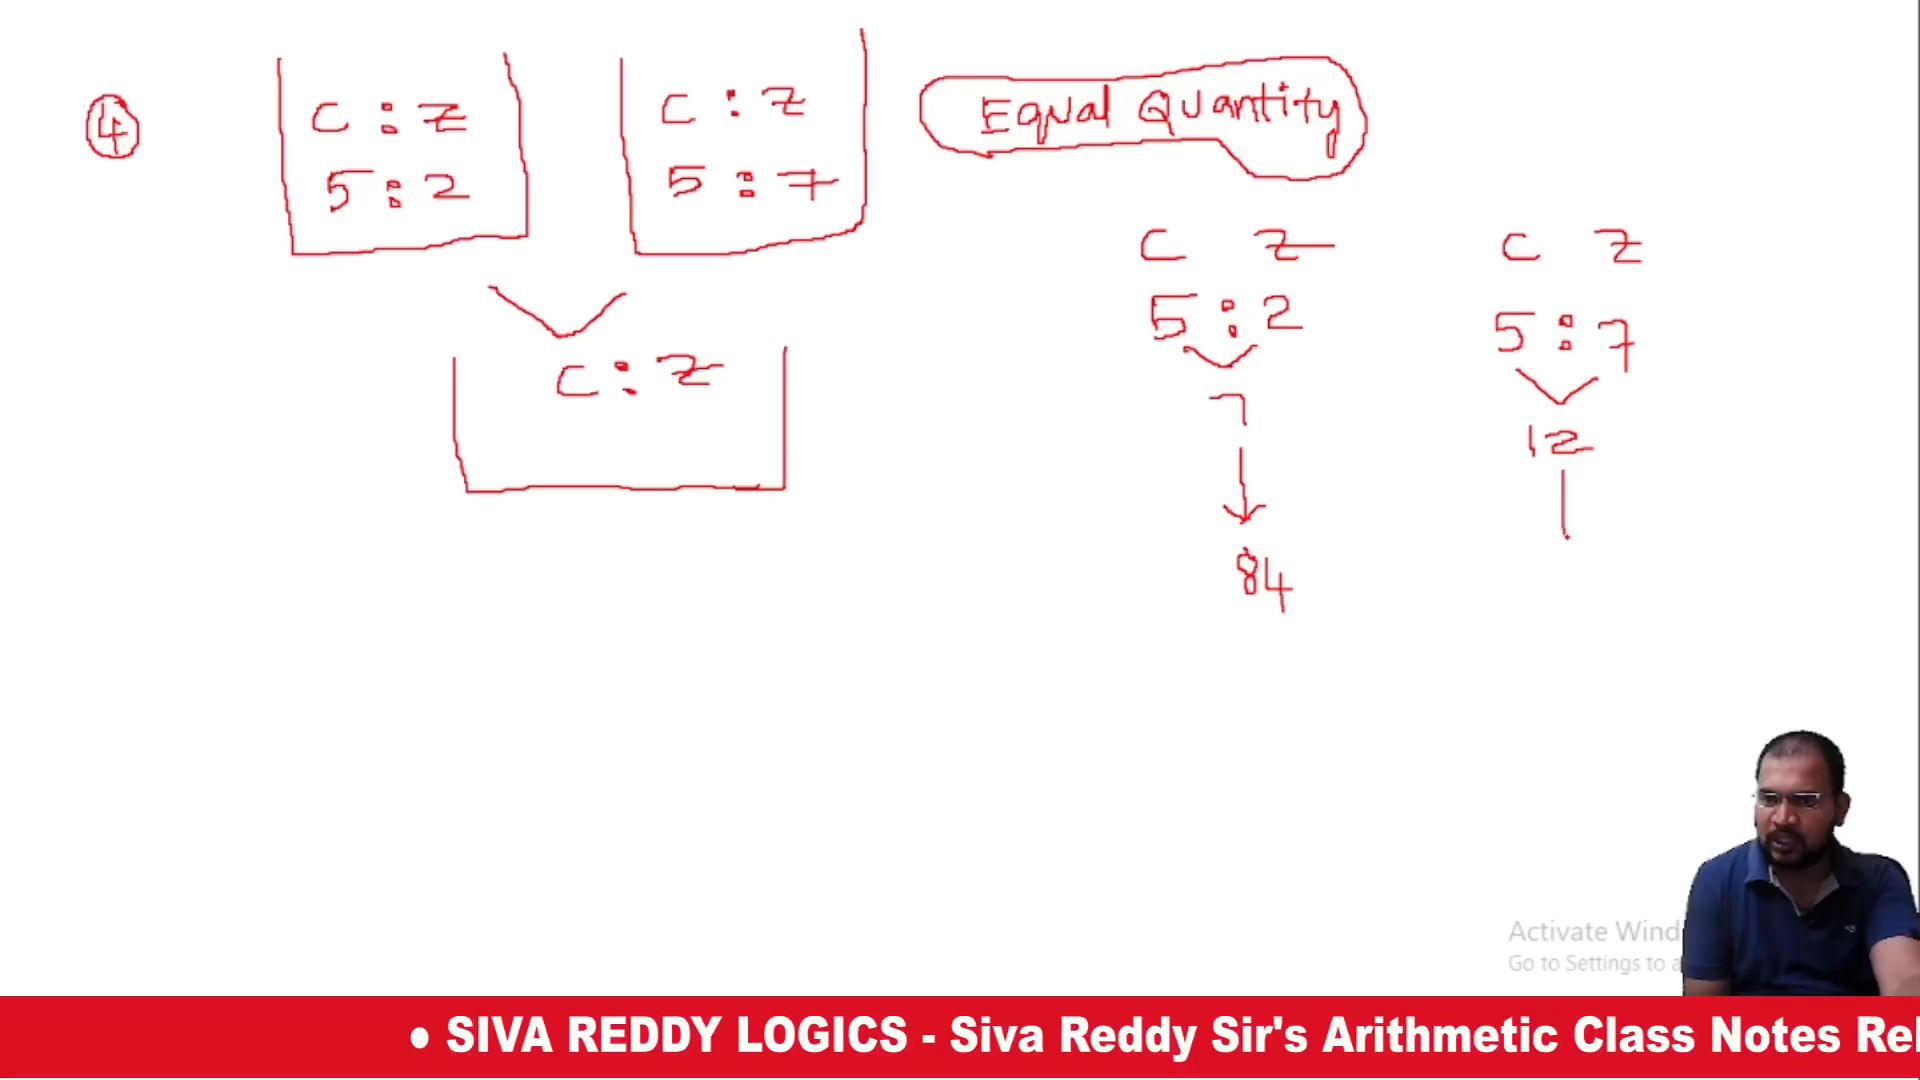 ④
C : Z
5 : 2
C : Z
5 : 7
Equal Quantity
C : Z
C Z
5 : 2
7
84
C Z
5 : 7
12
Activate Wind
Go to Settings to a
• SIVA REDDY LOGICS - Siva Reddy Sir's Arithmetic Class Notes Rel